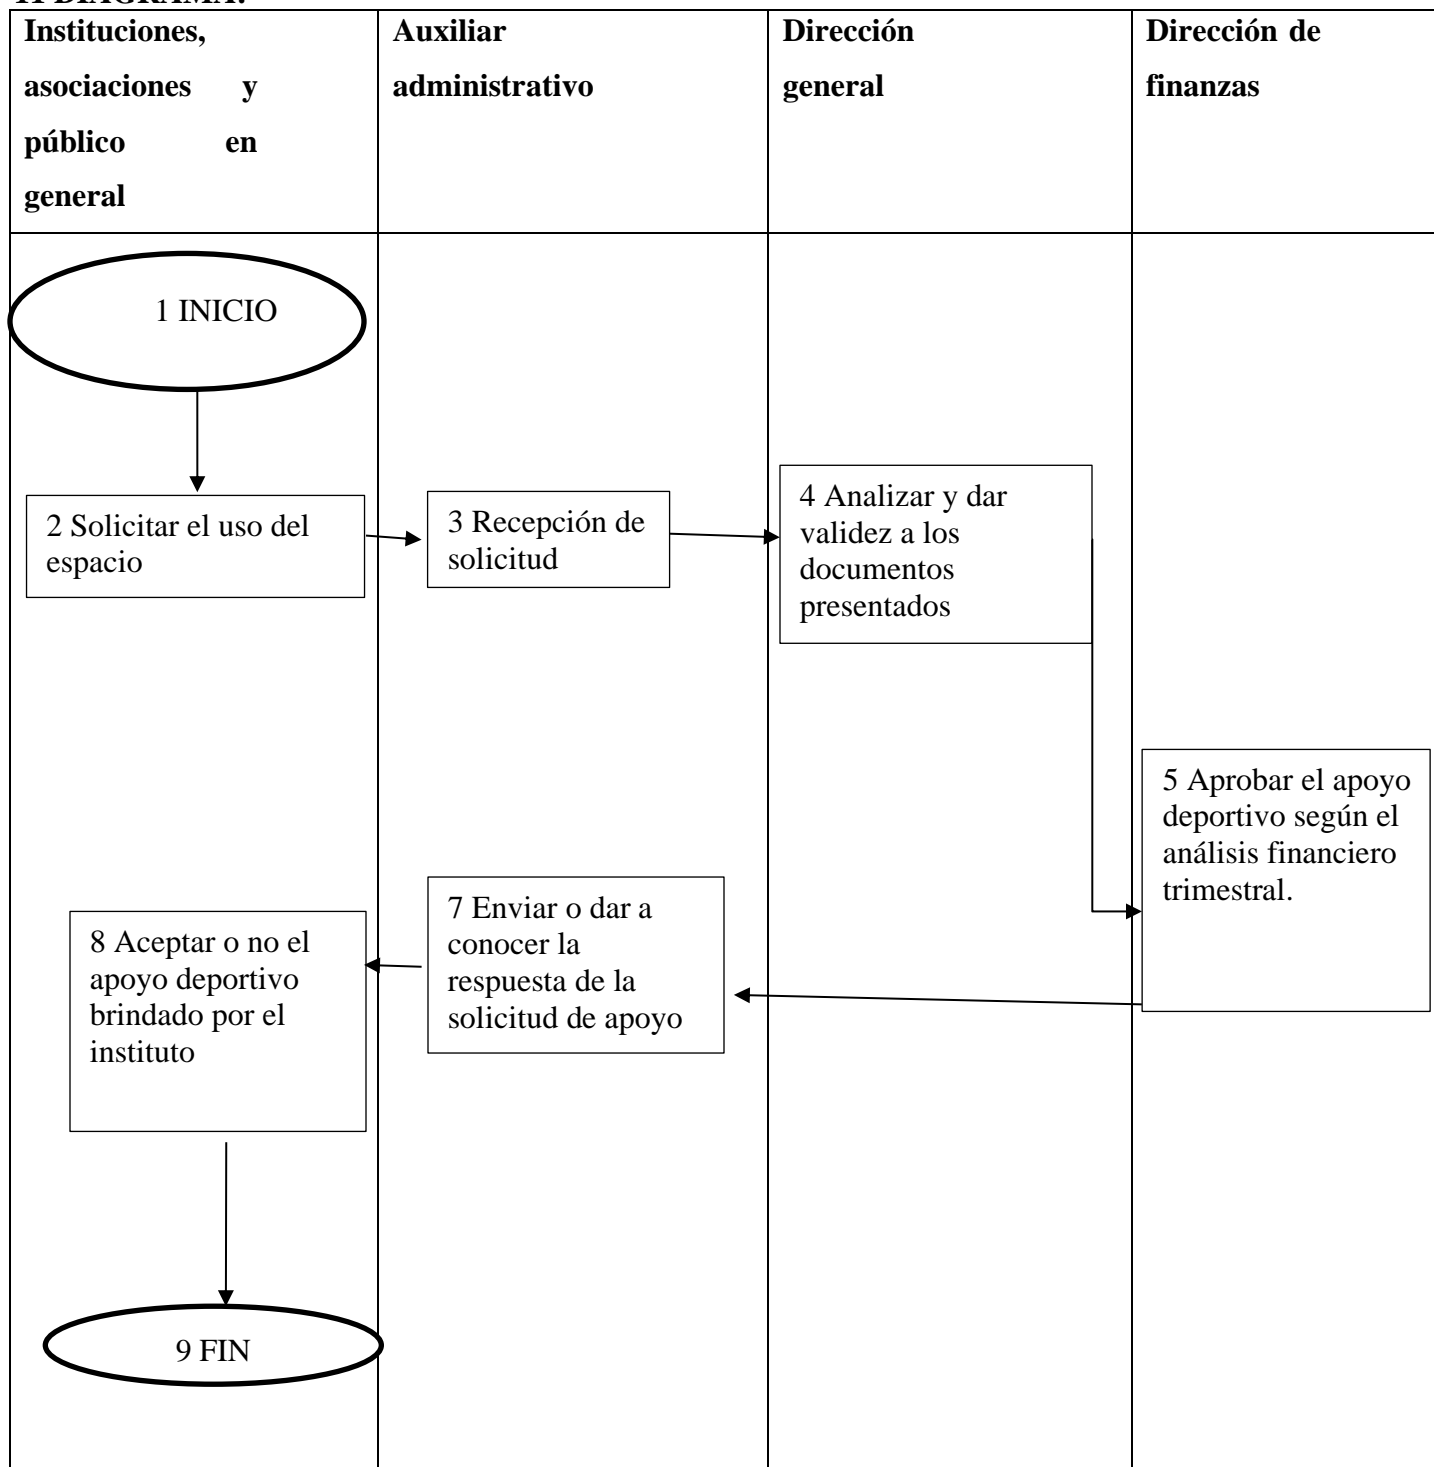 11 DIAGRAMA:
Instituciones,
asociaciones y
público en
general
Auxiliar
administrativo
Dirección
general
Dirección de
finanzas
1 INICIO
2 Solicitar el uso del
espacio
3 Recepción de
solicitud
4 Analizar y dar
validez a los
documentos
presentados
5 Aprobar el apoyo
deportivo según el
análisis financiero
trimestral.
7 Enviar o dar a
conocer la
respuesta de la
solicitud de apoyo
8 Aceptar o no el
apoyo deportivo
brindado por el
instituto
9 FIN